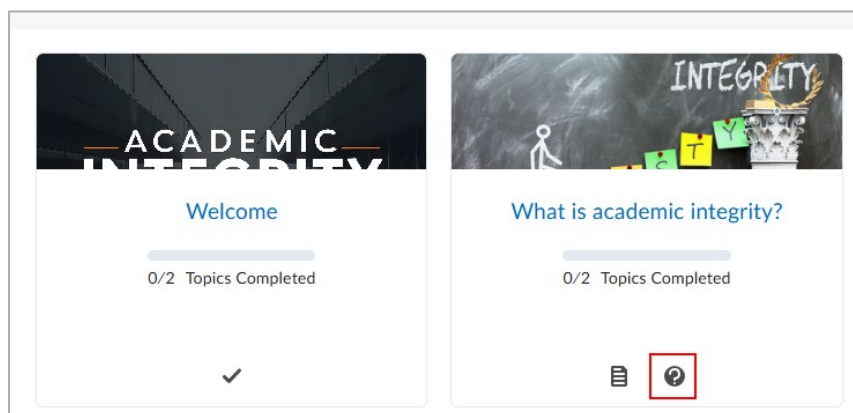 ACADEMIC
INTEGRITY
Welcome
0/2 Topics Completed
INTEGRITY
S T Y
What is academic integrity?
0/2 Topics Completed